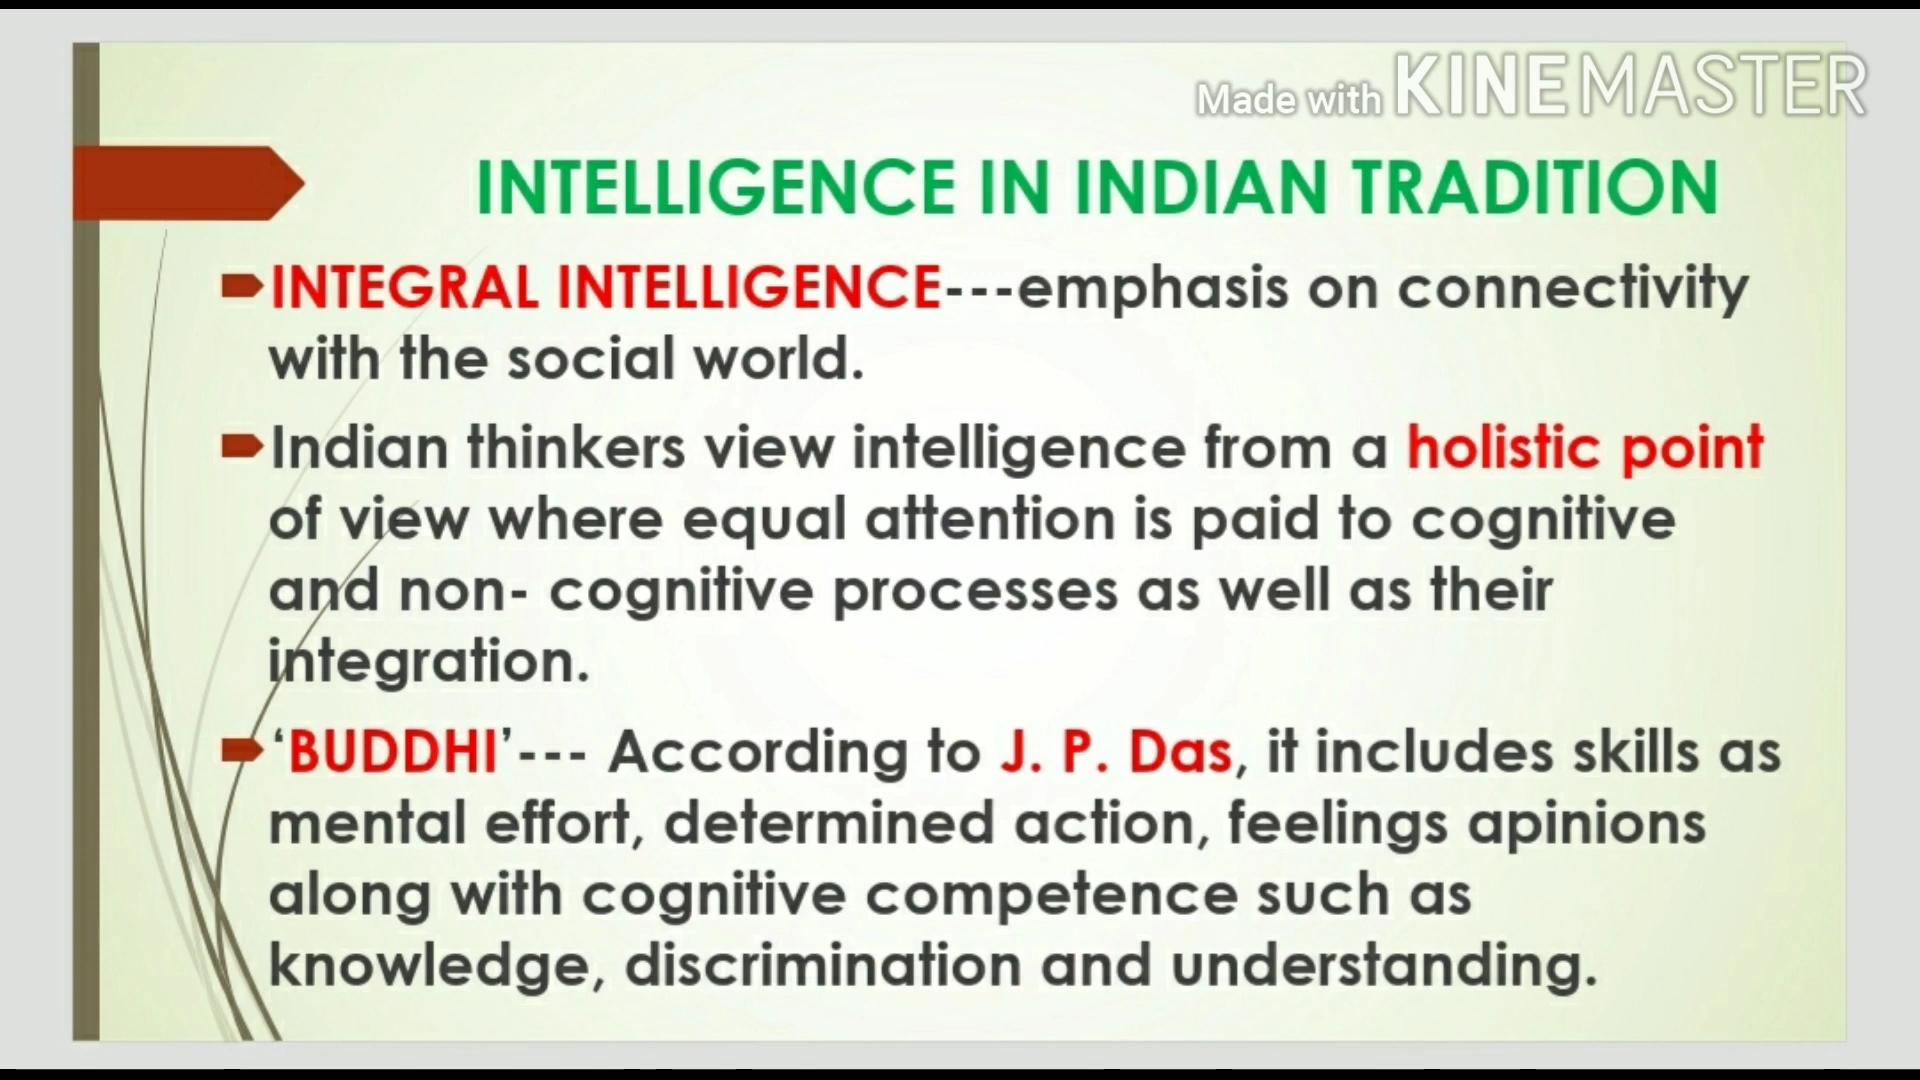 Made with KINEMASTER
INTELLIGENCE IN INDIAN TRADITION
INTEGRAL INTELLIGENCE---emphasis on connectivity
with the social world.
Indian thinkers view intelligence from a holistic point
of view where equal attention is paid to cognitive
and non- cognitive processes as well as their
integration.
‘BUDDHI’--- According to J. P. Das, it includes skills as
mental effort, determined action, feelings apinions
along with cognitive competence such as
knowledge, discrimination and understanding.